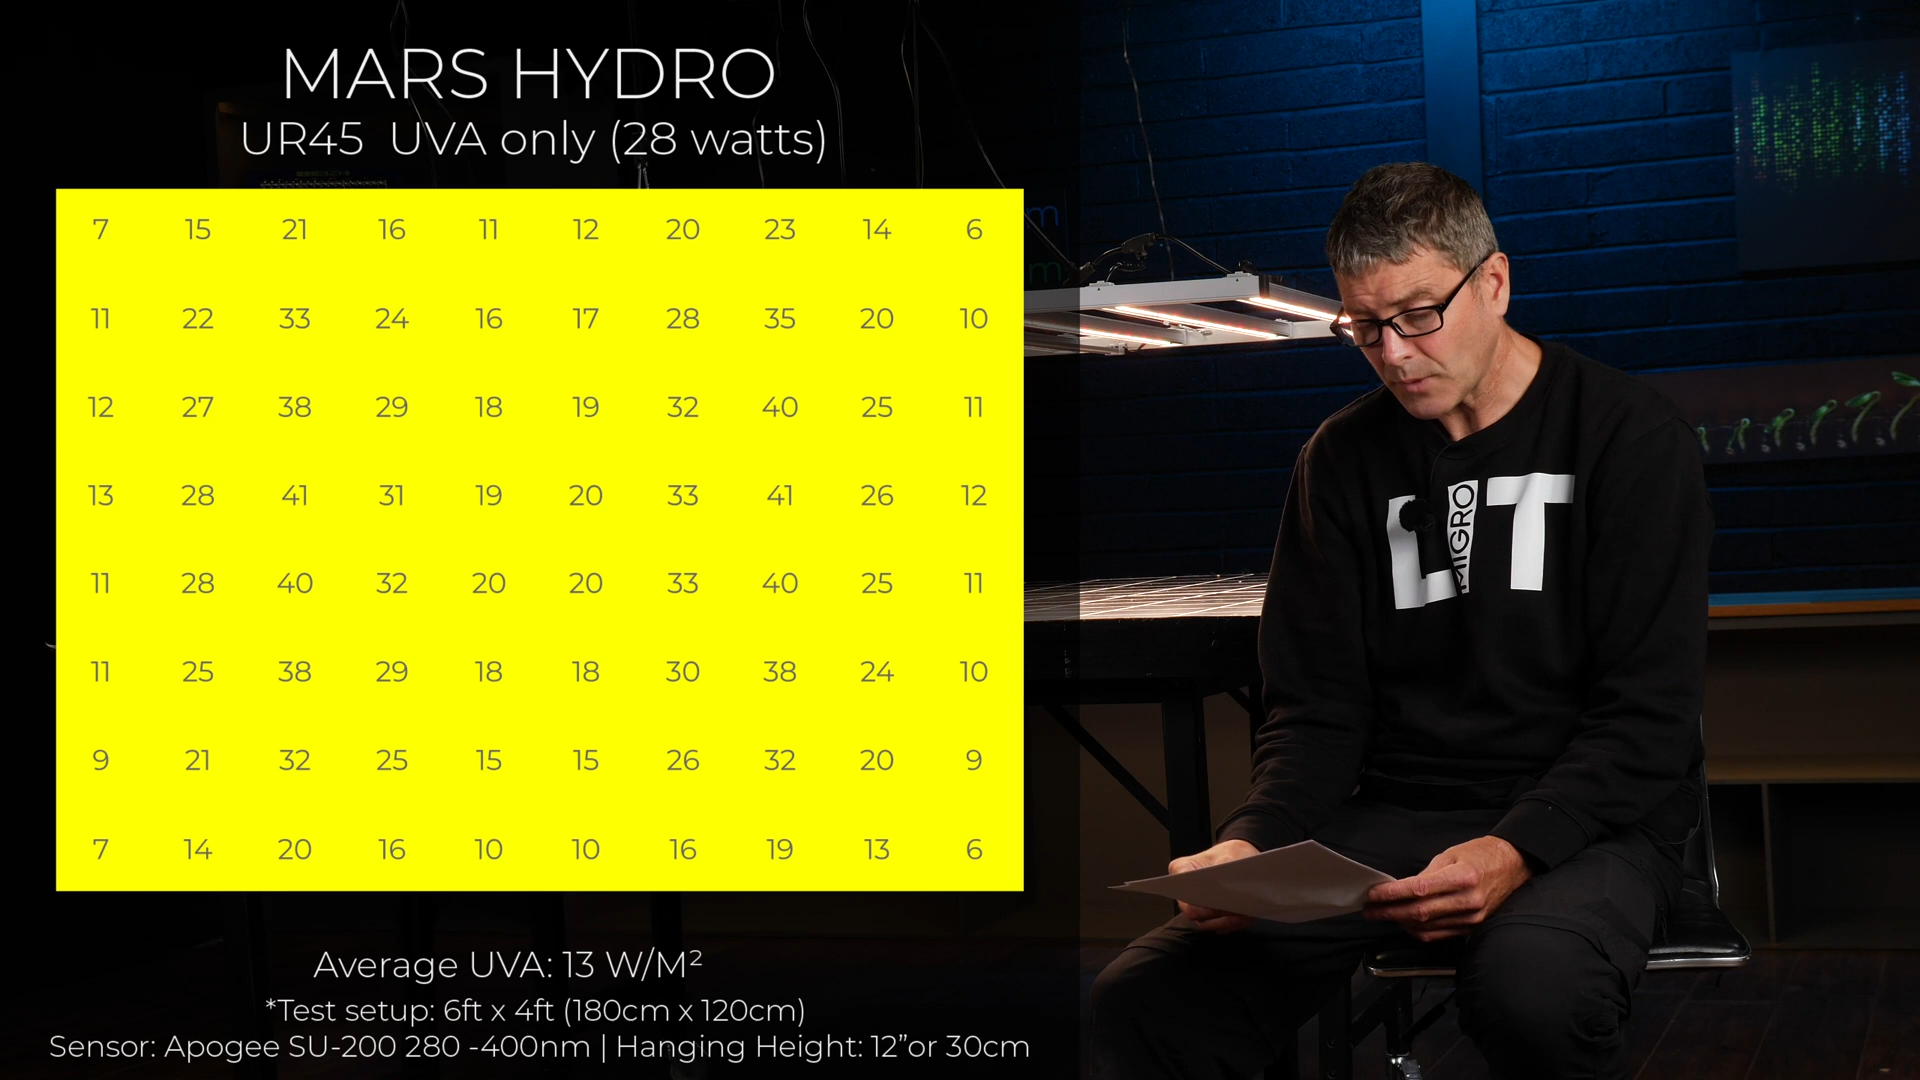 MARS HYDRO
UR45 UVA only (28 watts)
7 15 21 16 11 12 20 23 14 6
11 22 33 24 16 17 28 35 20 10
12 27 38 29 18 19 32 40 25 11
13 28 41 31 19 20 33 41 26 12
11 28 40 32 20 20 33 40 25 11
11 25 38 29 18 18 30 38 24 10
9 21 32 25 15 15 26 32 20 9
7 14 20 16 10 10 16 19 13 6
Average UVA: 13 W/M²
*Test setup: 6ft x 4ft (180cm x 120cm)
Sensor: Apogee SU-200 280 -400nm | Hanging Height: 12”or 30cm
LIT
MIGRO